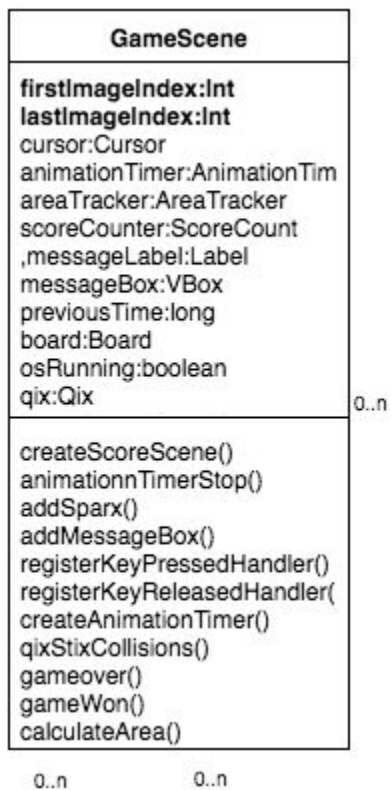 GameScene
firstImageIndex:Int
lastImageIndex:Int
cursor:Cursor
animationTimer:AnimationTim
areaTracker:AreaTracker
scoreCounter:ScoreCount
,messageLabel:Label
messageBox:VBox
previousTime:long
board:Board
osRunning:boolean
qix:Qix
0..n
createScoreScene()
animationnTimerStop()
addSparx()
addMessageBox()
registerKeyPressedHandler()
registerKeyReleasedHandler(
createAnimationTimer()
qixStixCollisions()
gameover()
gameWon()
calculateArea()
0..n 0..n